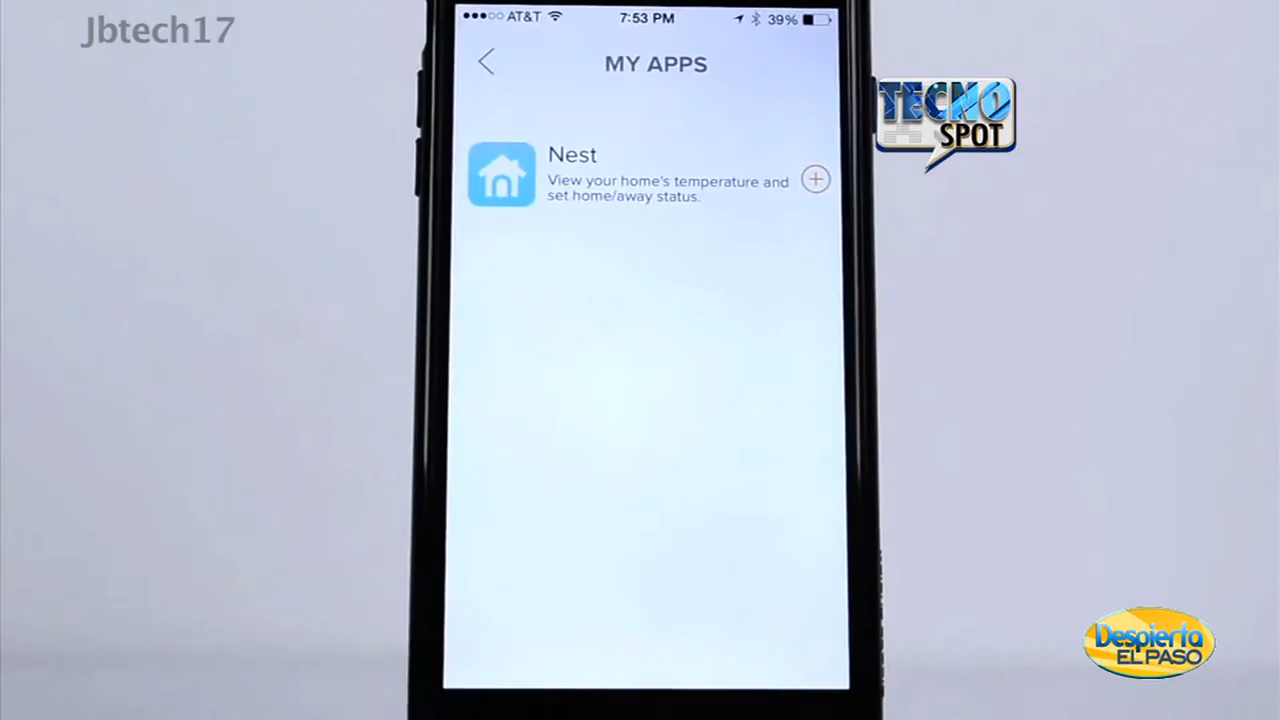 Jbtech17
AT&T 7:53 PM 39%
MY APPS
TECNO
SPOT
Nest
View your home's temperature and
set home/away status.
Despierta
EL PASO